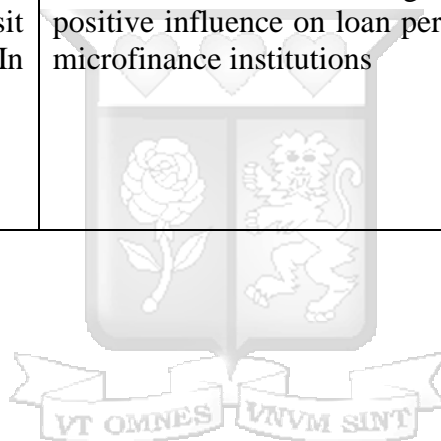 sit
In
positive influence on loan per
microfinance institutions
VT OMNES VNVM SINT